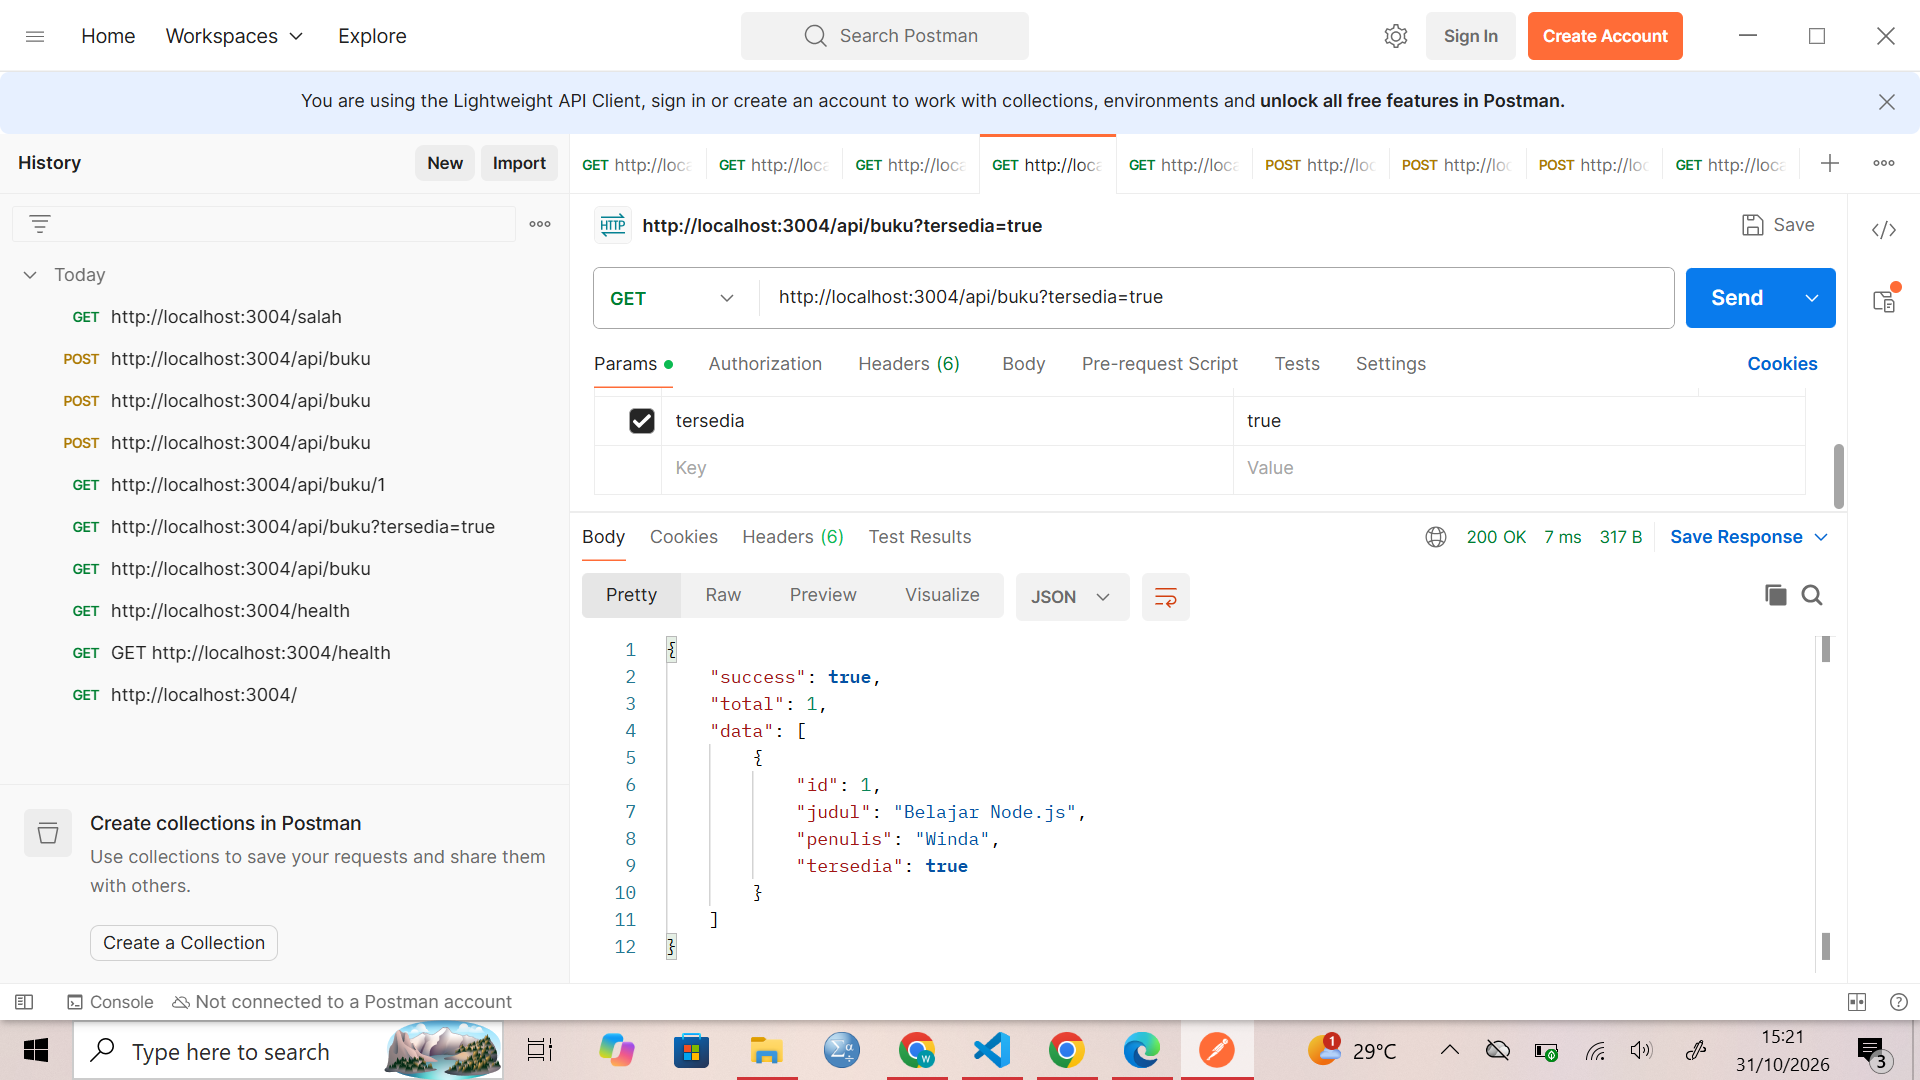 Home Workspaces Explore Search Postman Sign In Create Account
You are using the Lightweight API Client, sign in or create an account to work with collections, environments and unlock all free features in Postman.
History New Import
Today
GET http://localhost:3004/salah
POST http://localhost:3004/api/buku
POST http://localhost:3004/api/buku
POST http://localhost:3004/api/buku
GET http://localhost:3004/api/buku/1
GET http://localhost:3004/api/buku?tersedia=true
GET http://localhost:3004/api/buku
GET http://localhost:3004/health
GET GET http://localhost:3004/health
GET http://localhost:3004/
Create collections in Postman
Use collections to save your requests and share them
with others.
Create a Collection
GET http://loca GET http://loca GET http://loca GET http://loca GET http://loca POST http://loc POST http://loc POST http://loc GET http://loca
HTTP http://localhost:3004/api/buku?tersedia=true Save
GET http://localhost:3004/api/buku?tersedia=true Send
Params Authorization Headers (6) Body Pre-request Script Tests Settings Cookies
tersedia true
Key Value
Body Cookies Headers (6) Test Results 200 OK 7 ms 317 B Save Response
Pretty Raw Preview Visualize JSON
1 {
2 "success": true,
3 "total": 1,
4 "data": [
5 {
6 "id": 1,
7 "judul": "Belajar Node.js",
8 "penulis": "Winda",
9 "tersedia": true
10 }
11 ]
12 }
Console Not connected to a Postman account
Type here to search 1 29°C 15:21
31/10/2026 3